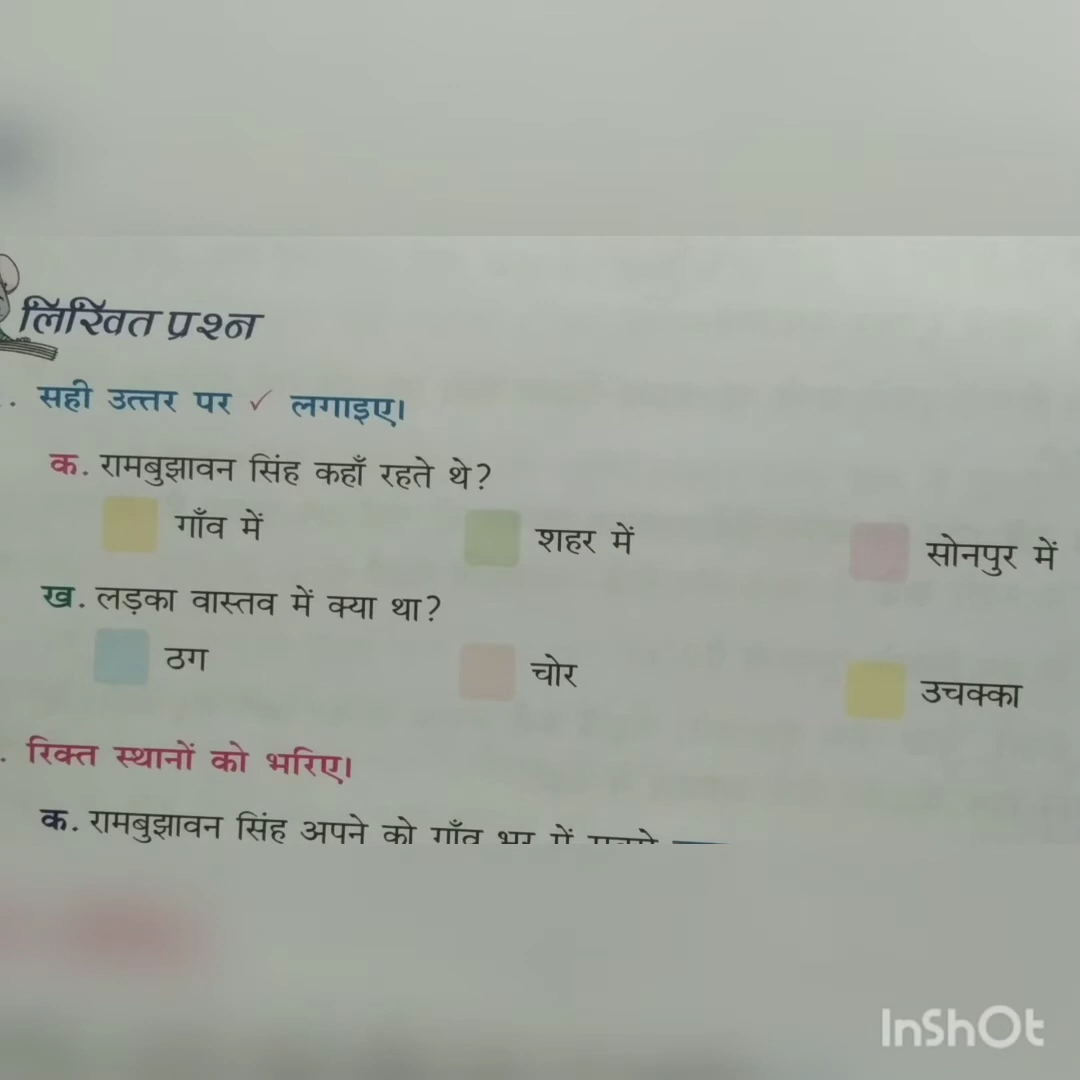 लिखित प्रश्न
. सही उत्तर पर ✓ लगाइए।
क. रामबुझावन सिंह कहाँ रहते थे?
गाँव में शहर में सोनपुर में
ख. लड़का वास्तव में क्या था?
ठग चोर उचक्का
. रिक्त स्थानों को भरिए।
क. रामबुझावन सिंह अपने को गाँव भर में
InShOt